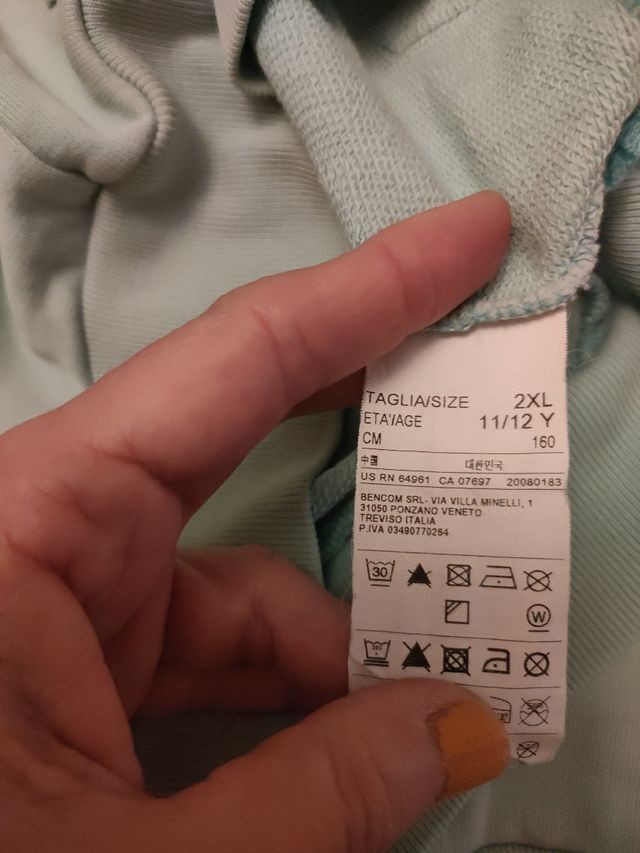 TAGLIA/SIZE 2XL
ETA'/AGE 11/12 Y
CM 160
中国 대한민국
US RN 64961 CA 07697 20080183
BENCOM SRL- VIA VILLA MINELLI, 1
31050 PONZANO VENETO
TREVISO ITALIA
P.IVA 03490770264
30
W